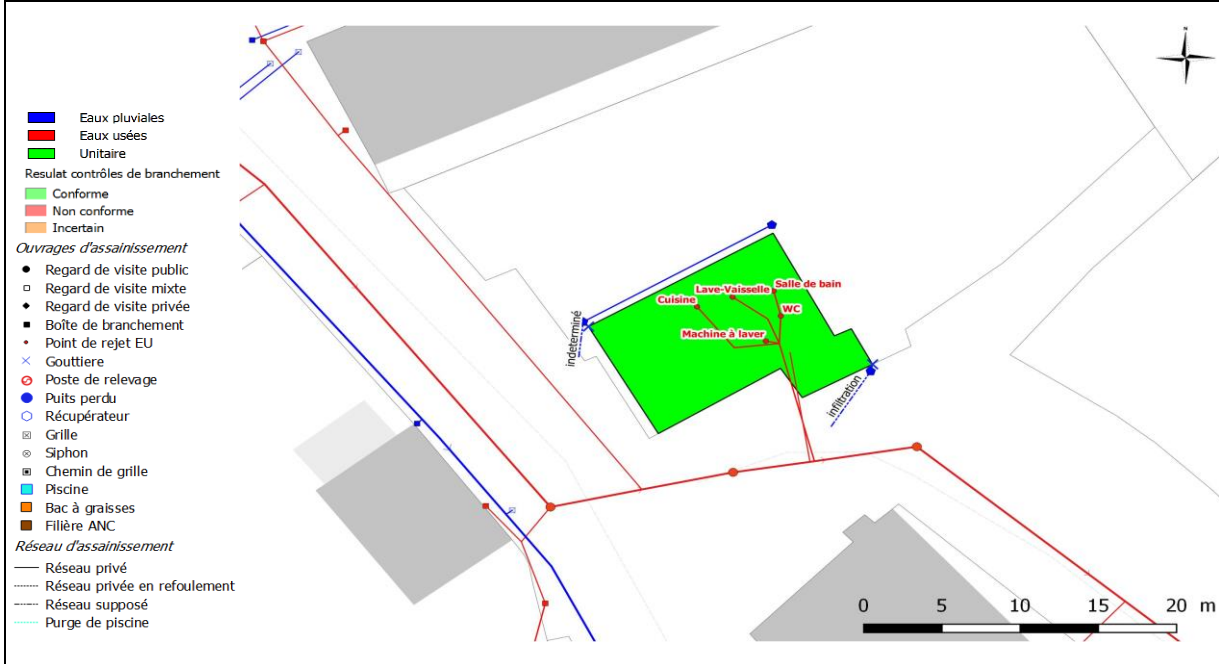 Eaux pluviales
Eaux usées
Unitaire
Resulat contrôles de branchement
Conforme
Non conforme
Incertain
Ouvrages d'assainissement
Regard de visite public
Regard de visite mixte
Regard de visite privée
Boîte de branchement
Point de rejet EU
Gouttiere
Poste de relevage
Puits perdu
Récupérateur
Grille
Siphon
Chemin de grille
Piscine
Bac à graisses
Filière ANC
Réseau d'assainissement
Réseau privé
Réseau privée en refoulement
Réseau supposé
Purge de piscine
N
Salle de bain
Lave-Vaisselle
Cuisine
WC
Machine à laver
indeterminé
infiltration
0 5 10 15 20 m